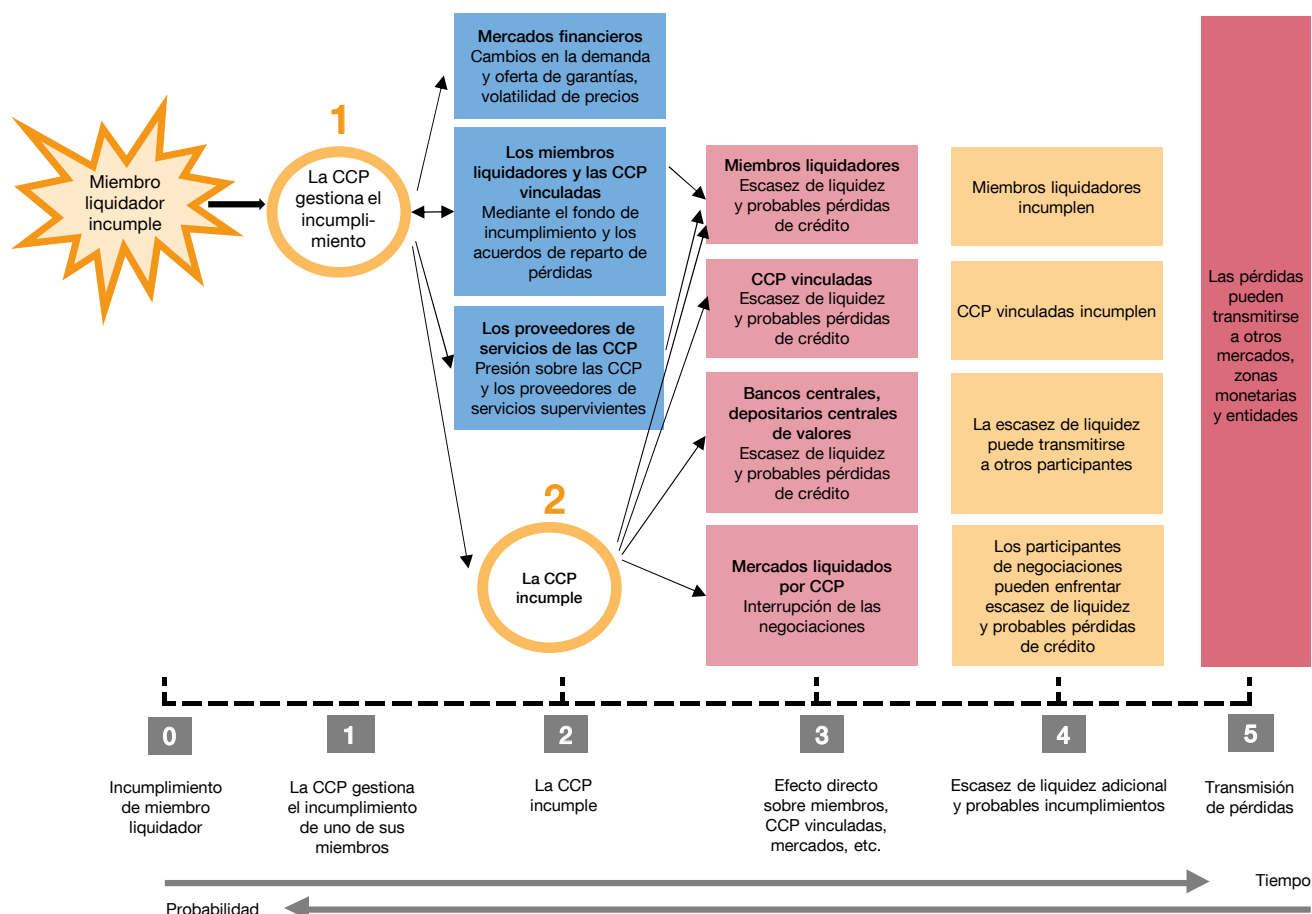 Miembro
liquidador
incumple
1
La CCP
gestiona el
incumpli-
miento
Mercados financieros
Cambios en la demanda
y oferta de garantías,
volatilidad de precios
Los miembros
liquidadores y las CCP
vinculadas
Mediante el fondo de
incumplimiento y los
acuerdos de reparto de
pérdidas
Los proveedores de
servicios de las CCP
Presión sobre las CCP
y los proveedores de
servicios supervivientes
2
La CCP
incumple
Miembros liquidadores
Escasez de liquidez
y probables pérdidas
de crédito
CCP vinculadas
Escasez de liquidez
y probables pérdidas
de crédito
Bancos centrales,
depositarios centrales
de valores
Escasez de liquidez
y probables pérdidas
de crédito
Mercados liquidados
por CCP
Interrupción de las
negociaciones
Miembros liquidadores
incumplen
CCP vinculadas incumplen
La escasez de liquidez
puede transmitirse
a otros participantes
Los participantes
de negociaciones
pueden enfrentar
escasez de liquidez
y probables pérdidas
de crédito
Las pérdidas
pueden
transmitirse
a otros
mercados,
zonas
monetarias
y entidades
0
Incumplimiento
de miembro
liquidador
1
La CCP gestiona
el incumplimiento
de uno de sus
miembros
2
La CCP
incumple
3
Efecto directo
sobre miembros,
CCP vinculadas,
mercados, etc.
4
Escasez de liquidez adicional
y probables incumplimientos
5
Transmisión
de pérdidas
Tiempo
Probabilidad